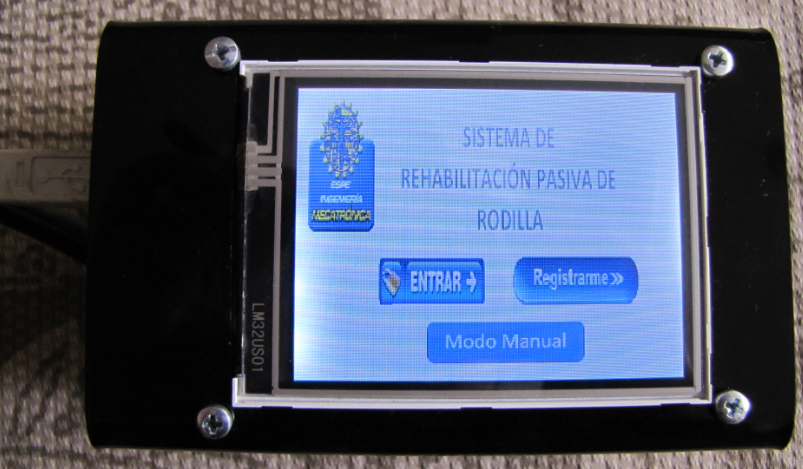 SISTEMA DE
REHABILITACIÓN PASIVA DE
RODILLA
ESPE
INGENIERÍA
MECATRÓNICA
ENTRAR
Registrarme »
Modo Manual
LM32US01